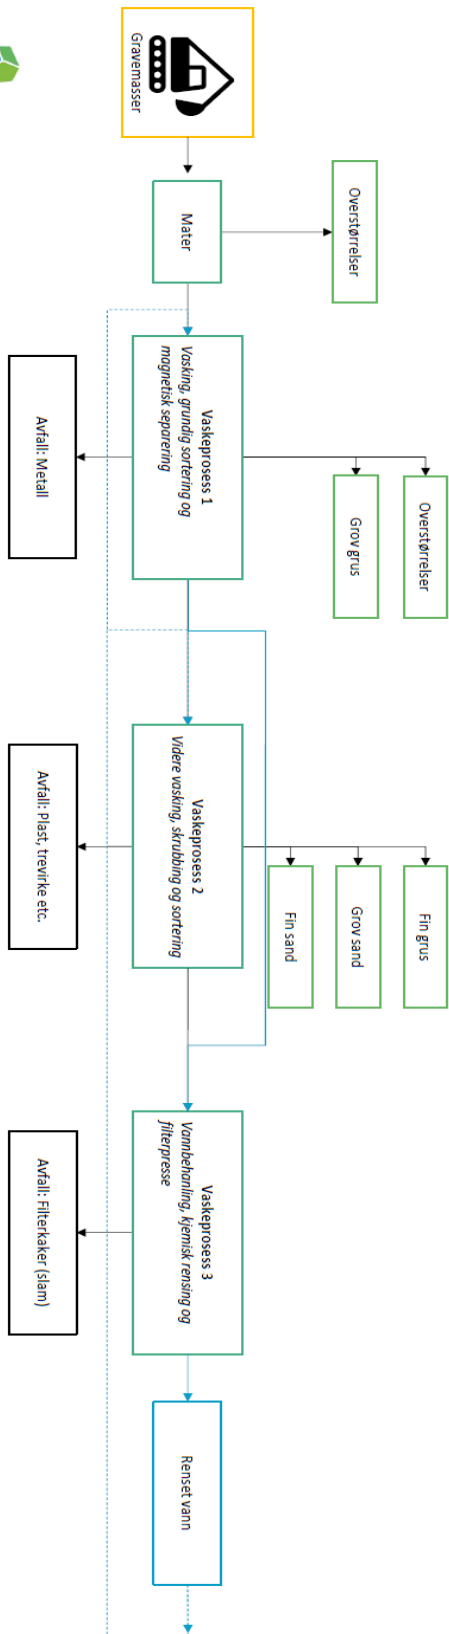 Gravemasser
Mater
Overstørrelser
Vaskeprosess 1
Vasking, grundig sortering og
magnetisk separering
Overstørrelser
Grov grus
Avfall: Metall
Vaskeprosess 2
Videre vasking, skrubbing og sortering
Fin grus
Grov sand
Fin sand
Avfall: Plast, trevirke etc.
Vaskeprosess 3
Vannbehanling, kjemisk rensing og
filterpresse
Avfall: Filterkaker (slam)
Renset vann